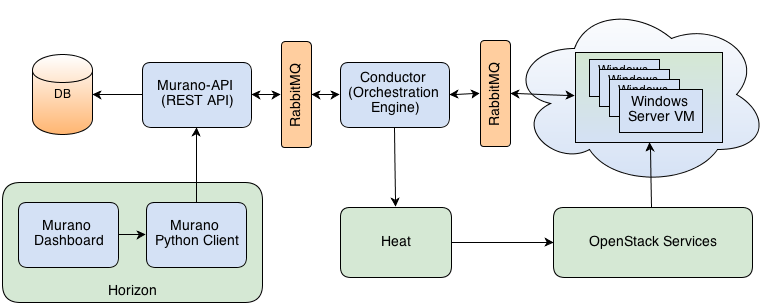 DB
Murano-API
(REST API)
RabbitMQ
Conductor
(Orchestration
Engine)
RabbitMQ
Windows
Windows
Windows
Windows
Server VM
Murano
Dashboard
Murano
Python Client
Horizon
Heat
OpenStack Services